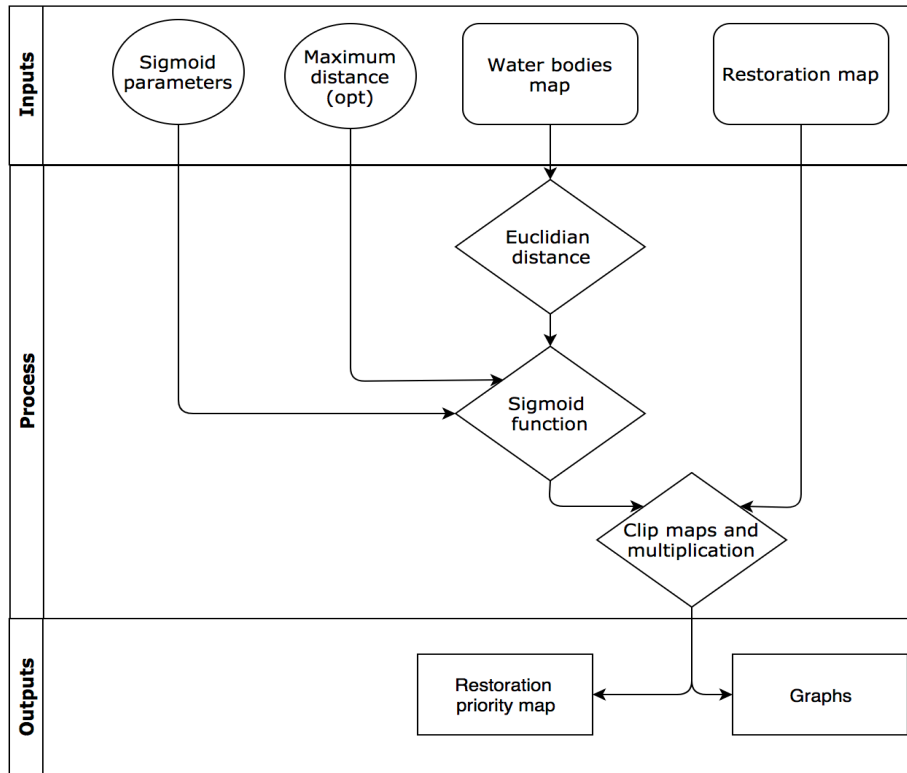 Inputs
Sigmoid
parameters
Maximum
distance
(opt)
Water bodies
map
Restoration map
Process
Euclidian
distance
Sigmoid
function
Clip maps and
multiplication
Outputs
Restoration
priority map
Graphs